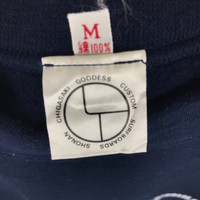 M
綿100%
GODDESS CUSTOM SURFBOARDS SHONAN CHIGASAKI